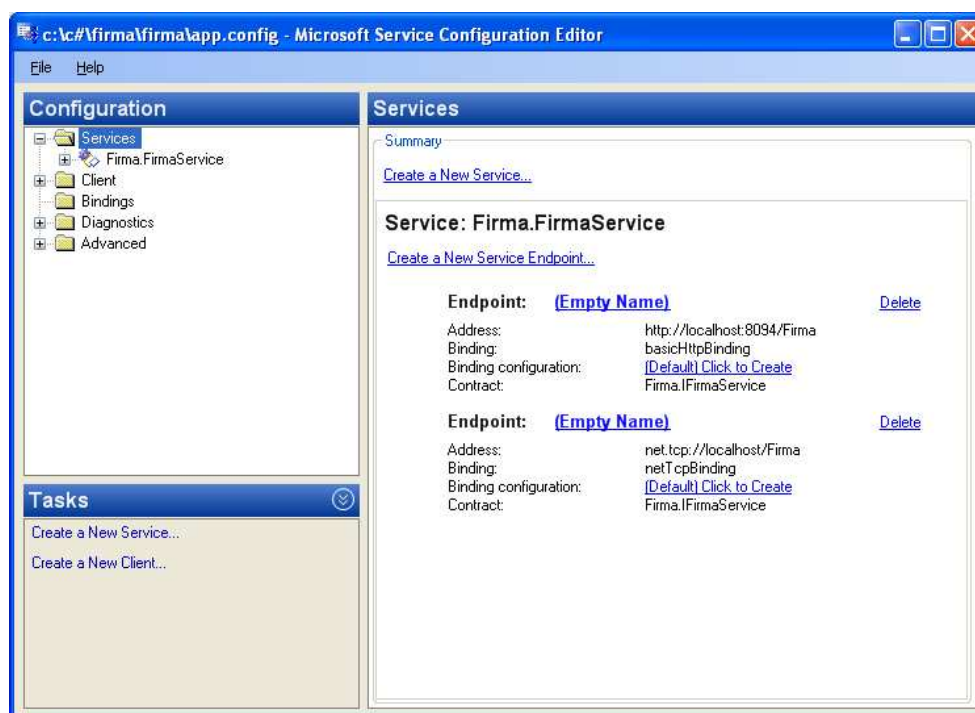 c:\c#\firma\firma\app.config - Microsoft Service Configuration Editor
File Help
Configuration
Services
Firma.FirmaService
Client
Bindings
Diagnostics
Advanced
Tasks
Create a New Service...
Create a New Client...
Services
Summary
Create a New Service...
Service: Firma.FirmaService
Create a New Service Endpoint...
Endpoint: (Empty Name) Delete
Address: http://localhost:8094/Firma
Binding: basicHttpBinding
Binding configuration: (Default) Click to Create
Contract: Firma.IFirmaService
Endpoint: (Empty Name) Delete
Address: net.tcp://localhost/Firma
Binding: netTcpBinding
Binding configuration: (Default) Click to Create
Contract: Firma.IFirmaService